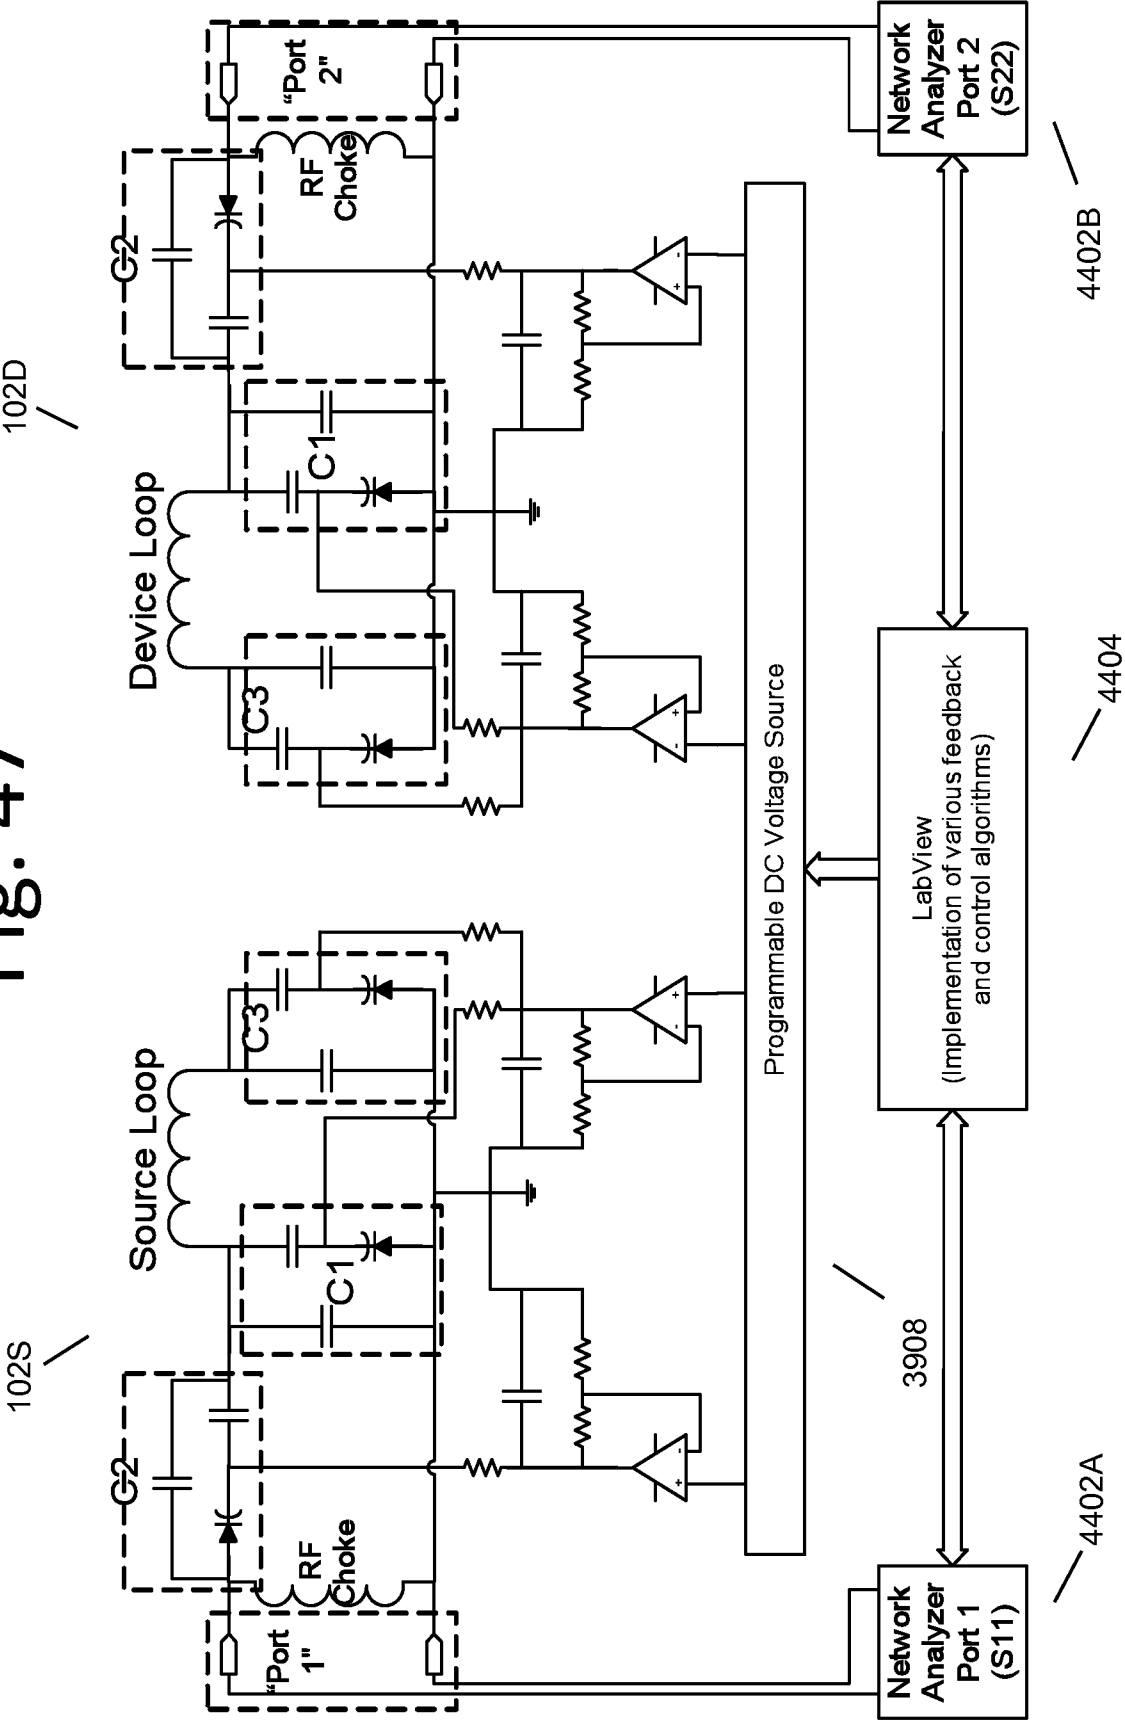 Fig. 47
102S
102D
Source Loop
Device Loop
C2
C3
C3
C2
C1
C1
RF
Choke
RF
Choke
"Port
1"
"Port
2"
+
-
-
+
+
-
+
-
Programmable DC Voltage Source
3908
Network
Analyzer
Port 1
(S11)
LabView
(Implementation of various feedback
and control algorithms)
Network
Analyzer
Port 2
(S22)
4402A
4404
4402B